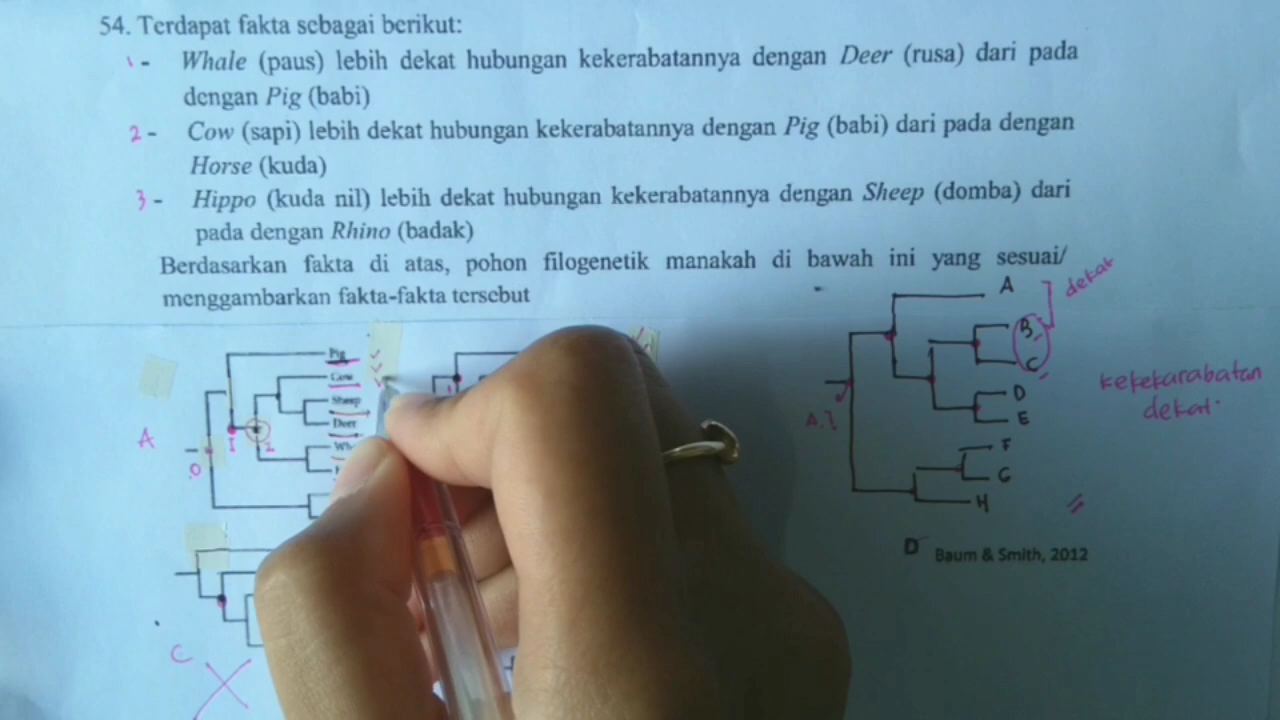 54. Terdapat fakta sebagai berikut:
1 - Whale (paus) lebih dekat hubungan kekerabatannya dengan Deer (rusa) dari pada
dengan Pig (babi)
2 - Cow (sapi) lebih dekat hubungan kekerabatannya dengan Pig (babi) dari pada dengan
Horse (kuda)
3 - Hippo (kuda nil) lebih dekat hubungan kekerabatannya dengan Sheep (domba) dari
pada dengan Rhino (badak)
Berdasarkan fakta di atas, pohon filogenetik manakah di bawah ini yang sesuai/
menggambarkan fakta-fakta tersebut
A
Pig
Cow
Sheep
Deer
0
1
2
C
A
B
C
D
E
F
G
H
dekat
kekekarabatan
dekat.
D
Baum & Smith, 2012